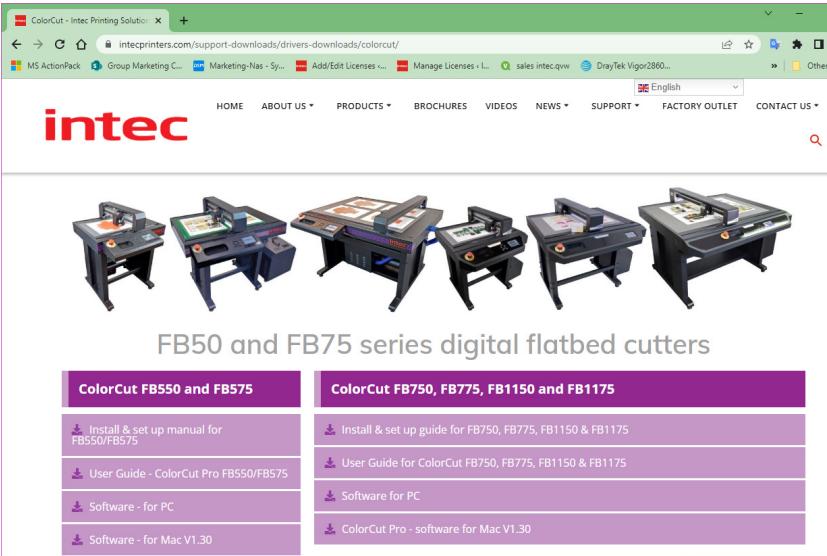 ColorCut - Intec Printing Solution
intecprinters.com/support-downloads/drivers-downloads/colorcut/
MS ActionPack Group Marketing C... Marketing-Nas - Sy... Add/Edit Licenses ‹... Manage Licenses ‹ I... sales intec.qvw DrayTek Vigor2860... » Other
English
intec
HOME ABOUT US PRODUCTS BROCHURES VIDEOS NEWS SUPPORT FACTORY OUTLET CONTACT US
FB50 and FB75 series digital flatbed cutters
ColorCut FB550 and FB575
Install & set up manual for
FB550/FB575
User Guide - ColorCut Pro FB550/FB575
Software - for PC
Software - for Mac V1.30
ColorCut FB750, FB775, FB1150 and FB1175
Install & set up guide for FB750, FB775, FB1150 & FB1175
User Guide for ColorCut FB750, FB775, FB1150 & FB1175
Software for PC
ColorCut Pro - software for Mac V1.30